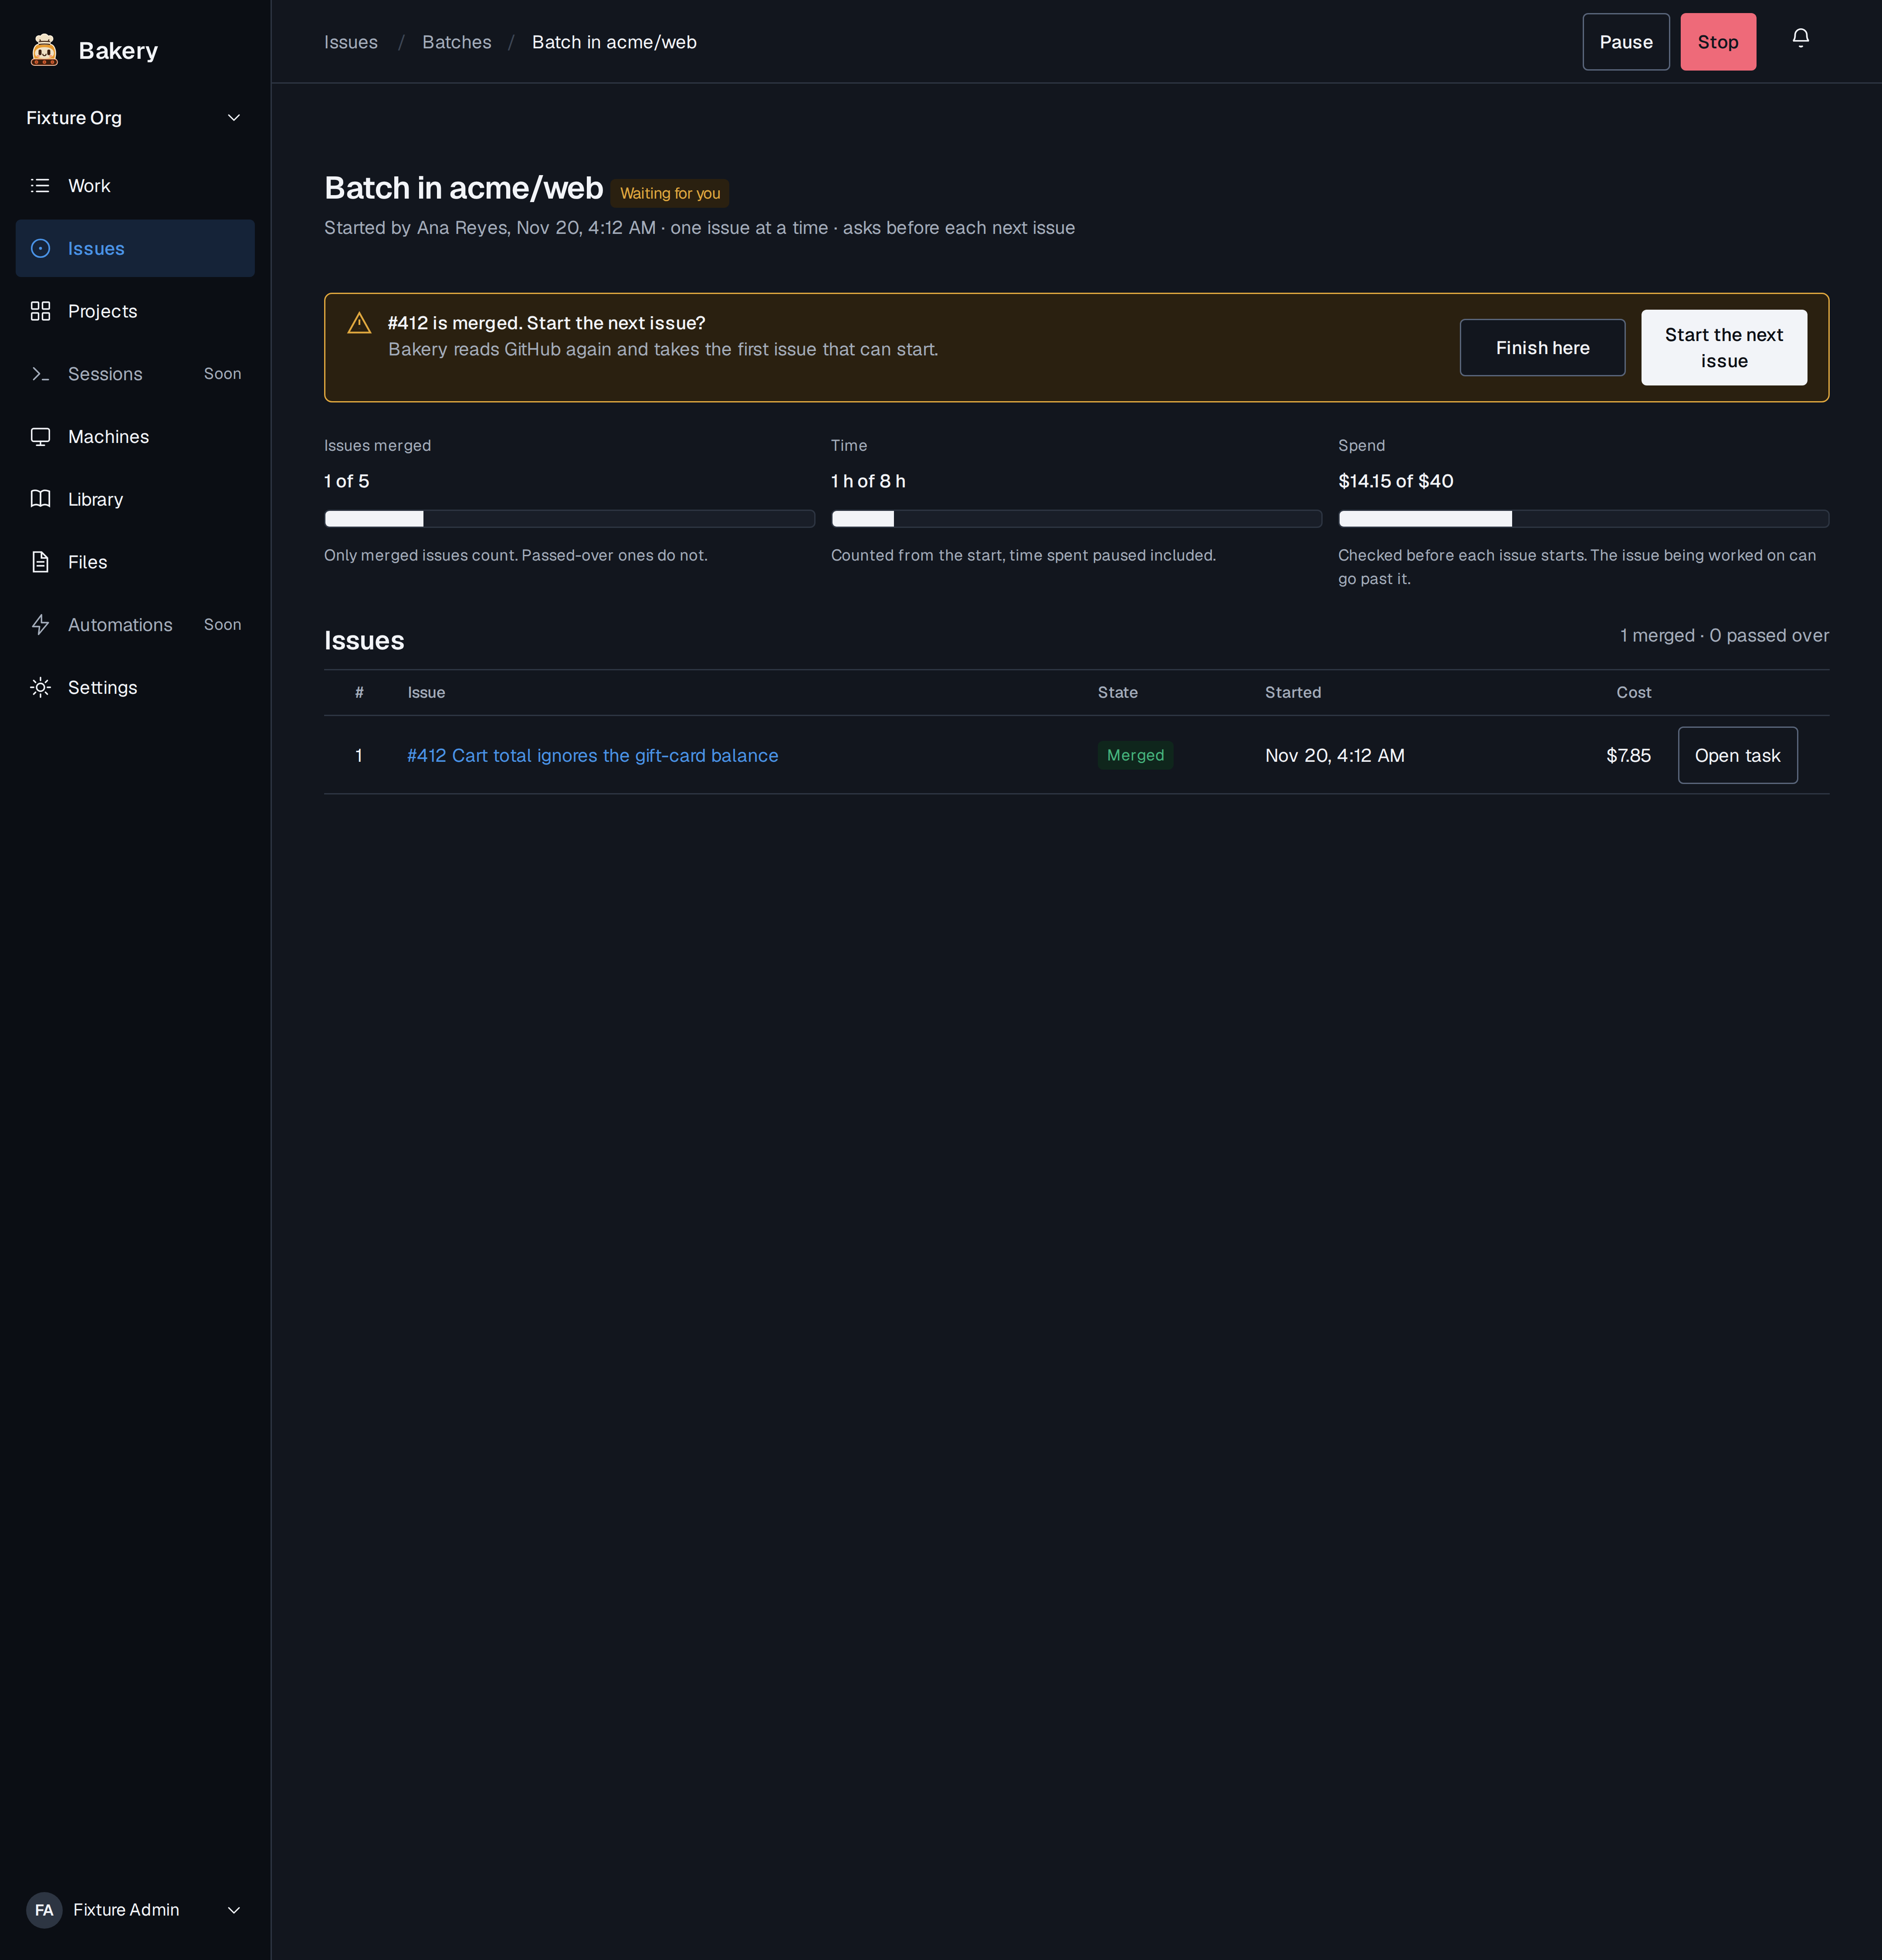 Bakery
Fixture Org
Work
Issues
Projects
Sessions Soon
Machines
Library
Files
Automations Soon
Settings
FA Fixture Admin
Issues / Batches / Batch in acme/web
Pause
Stop
Batch in acme/web Waiting for you
Started by Ana Reyes, Nov 20, 4:12 AM · one issue at a time · asks before each next issue
#412 is merged. Start the next issue?
Bakery reads GitHub again and takes the first issue that can start.
Finish here
Start the next
issue
Issues merged
1 of 5
Only merged issues count. Passed-over ones do not.
Time
1 h of 8 h
Counted from the start, time spent paused included.
Spend
$14.15 of $40
Checked before each issue starts. The issue being worked on can
go past it.
Issues
1 merged · 0 passed over
# Issue State Started Cost
1 #412 Cart total ignores the gift-card balance Merged Nov 20, 4:12 AM $7.85 Open task